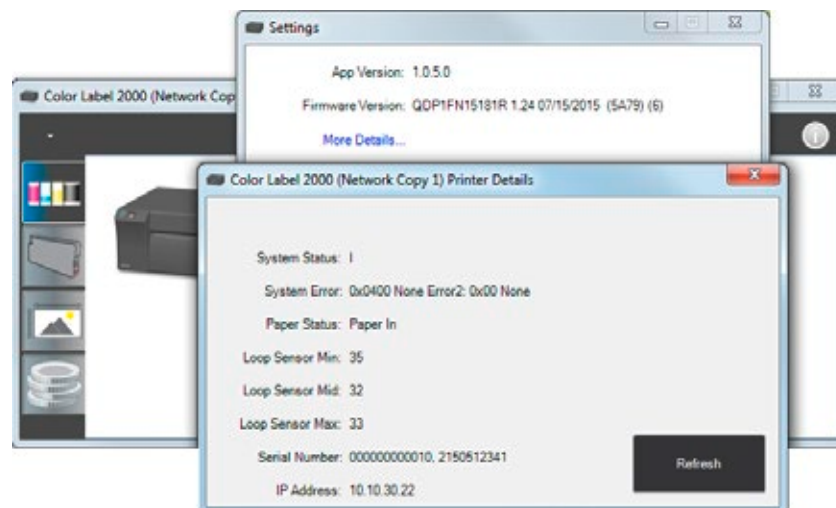 Settings
App Version: 1.0.5.0
Color Label 2000 (Network Cop
Firmware Version: QDP1FN15181R 1.24 07/15/2015 (5A79) (6)
More Details...
Color Label 2000 (Network Copy 1) Printer Details
System Status: I
System Error: 0x0400 None Error2: 0x00 None
Paper Status: Paper In
Loop Sensor Min: 35
Loop Sensor Mid: 32
Loop Sensor Max: 33
Serial Number: 000000000010, 2150512341
Refresh
IP Address: 10.10.30.22